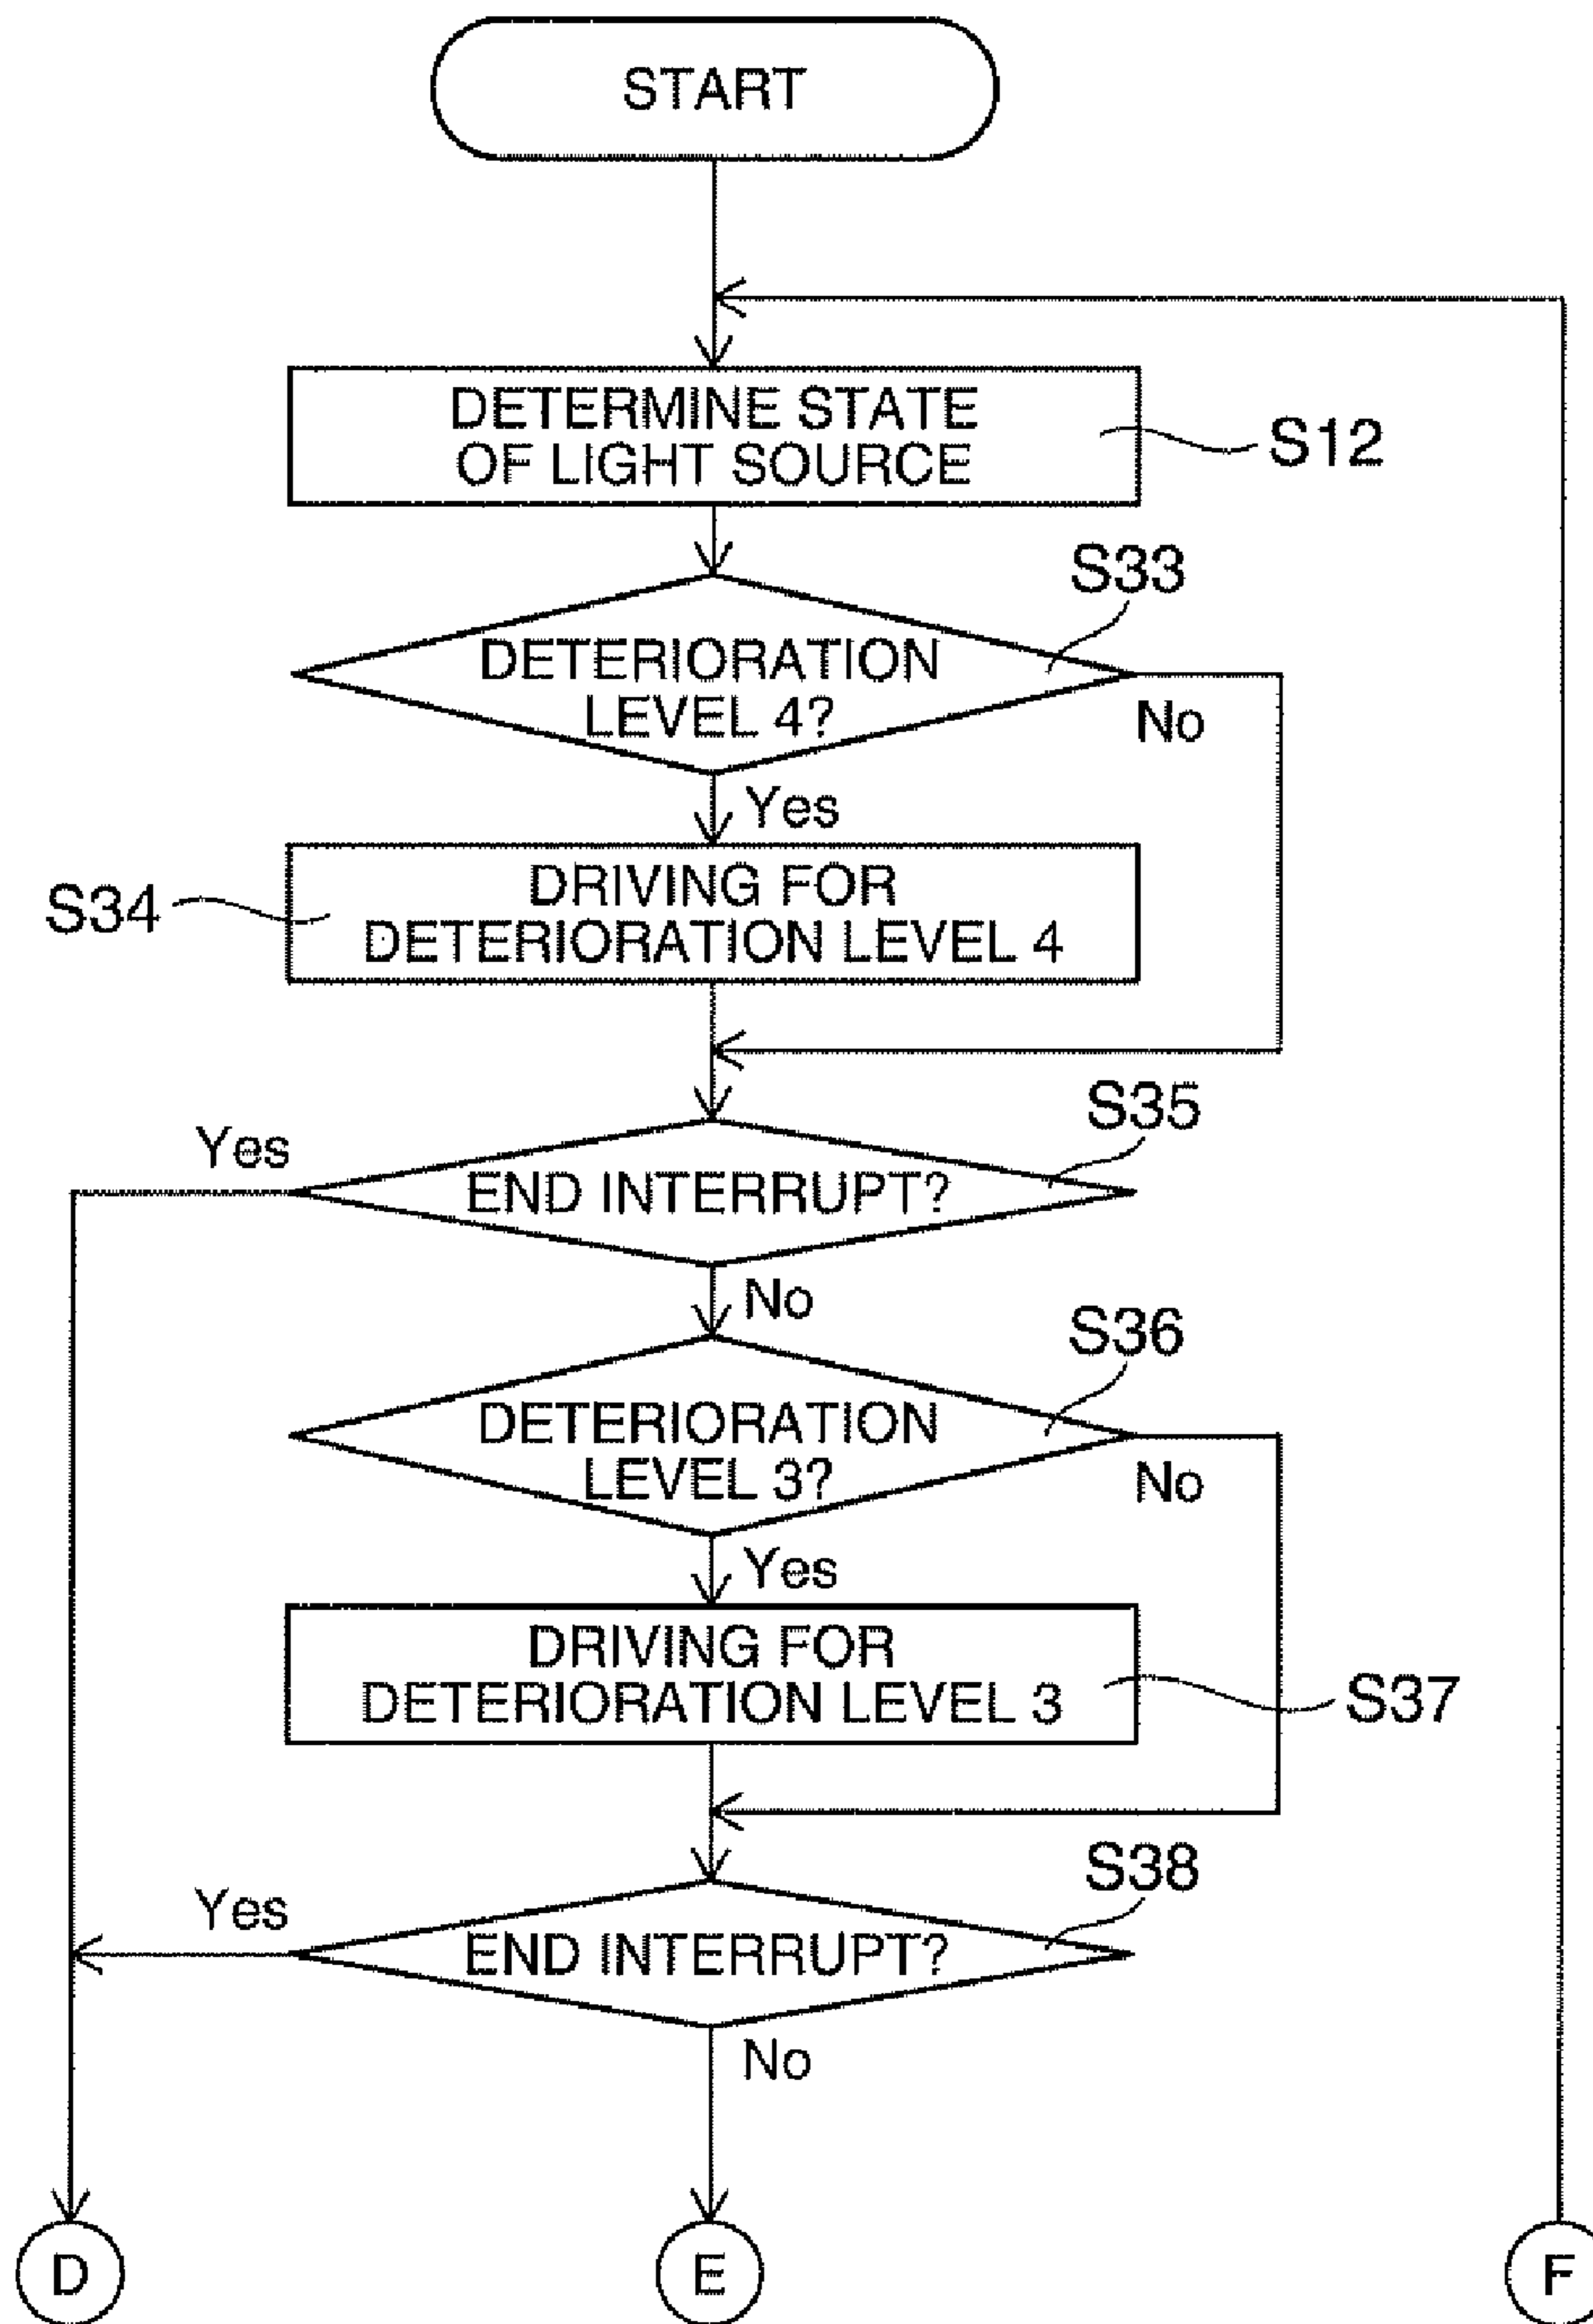 START
DETERMINE STATE
OF LIGHT SOURCE
S12
S33
DETERIORATION
LEVEL 4?
No
Yes
S34
DRIVING FOR
DETERIORATION LEVEL 4
S35
Yes
END INTERRUPT?
No
S36
DETERIORATION
LEVEL 3?
No
Yes
DRIVING FOR
DETERIORATION LEVEL 3
S37
S38
Yes
END INTERRUPT?
No
D
E
F